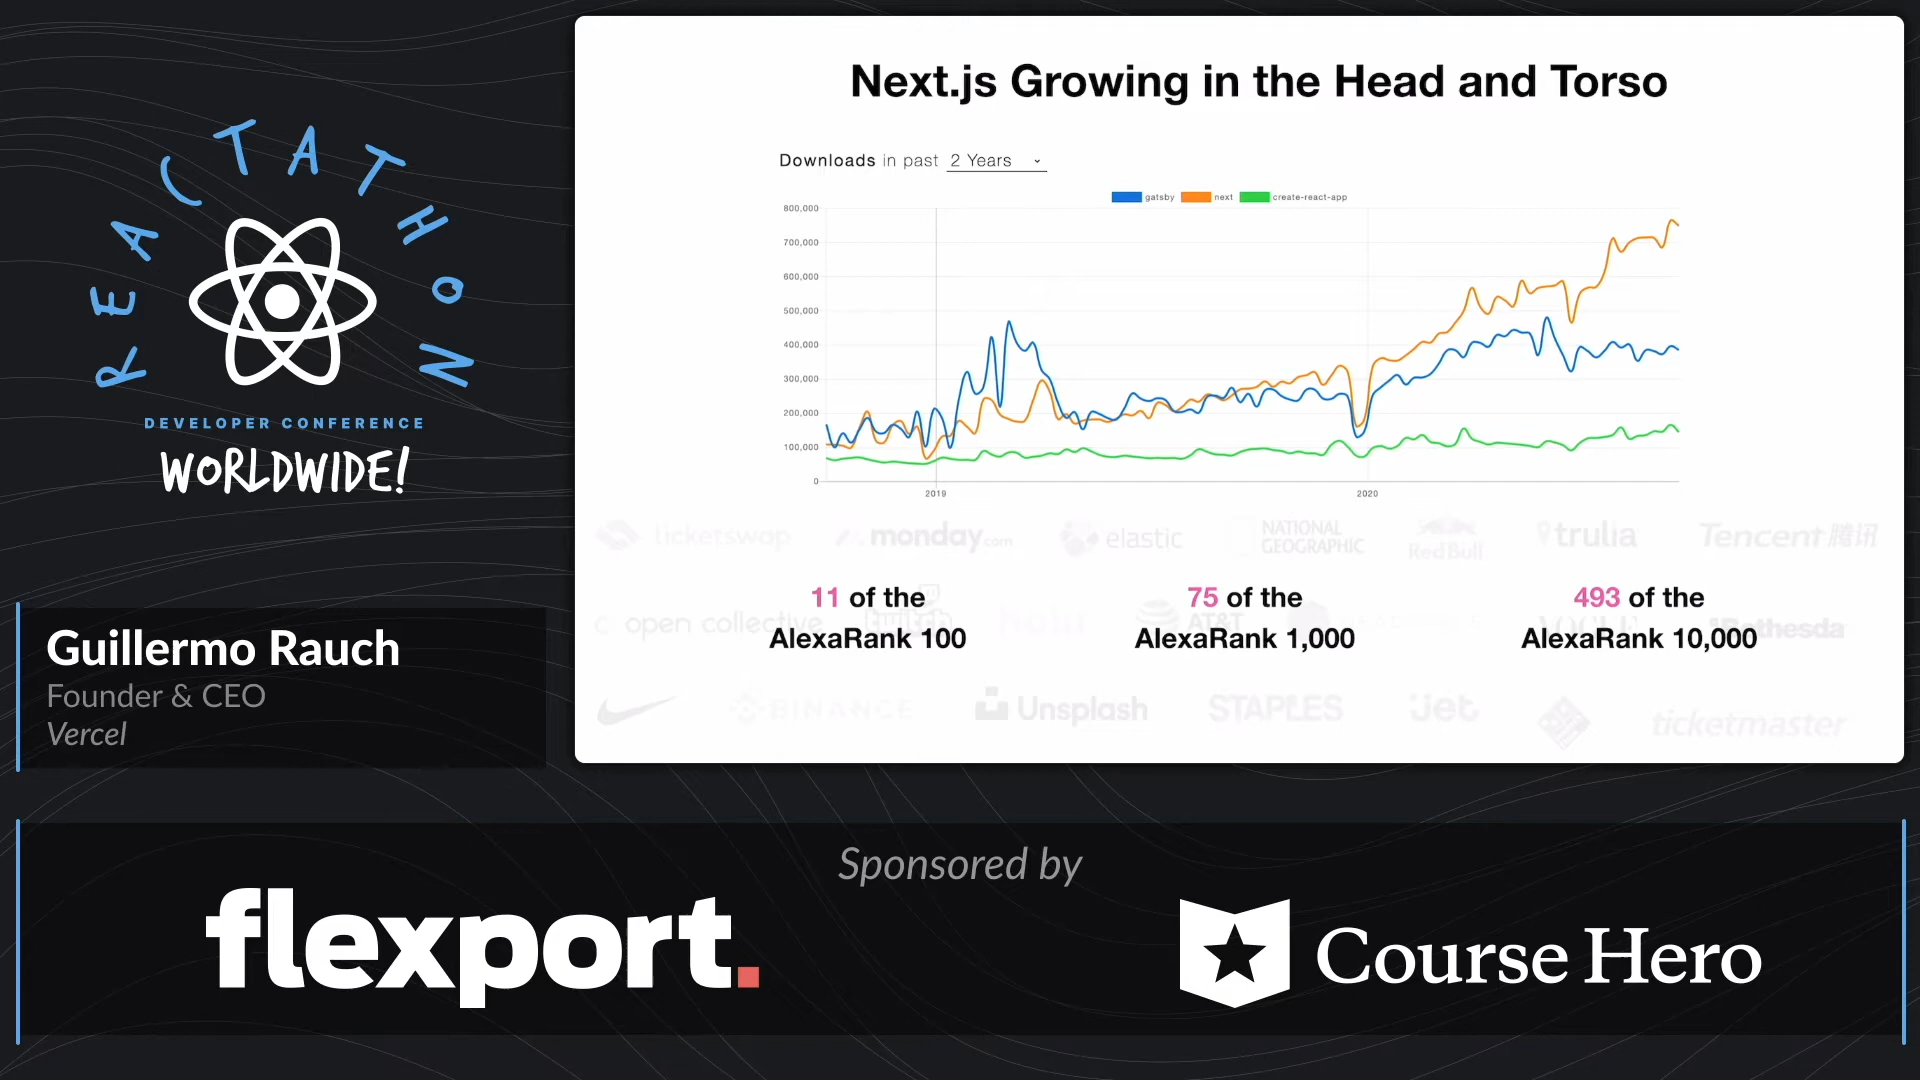 REACTATHON
DEVELOPER CONFERENCE
WORLDWIDE!
Guillermo Rauch
Founder & CEO
Vercel
Next.js Growing in the Head and Torso
Downloads in past 2 Years
gatsby next create-react-app
800,000
700,000
600,000
500,000
400,000
300,000
200,000
100,000
0
2019 2020
ticketswap monday.com elastic NATIONAL GEOGRAPHIC Red Bull trulia Tencent 腾讯
open collective hulu AT&T VOGUE Bethesda
11 of the
AlexaRank 100
75 of the
AlexaRank 1,000
493 of the
AlexaRank 10,000
BINANCE Unsplash STAPLES jet ticketmaster
Sponsored by
flexport.
Course Hero